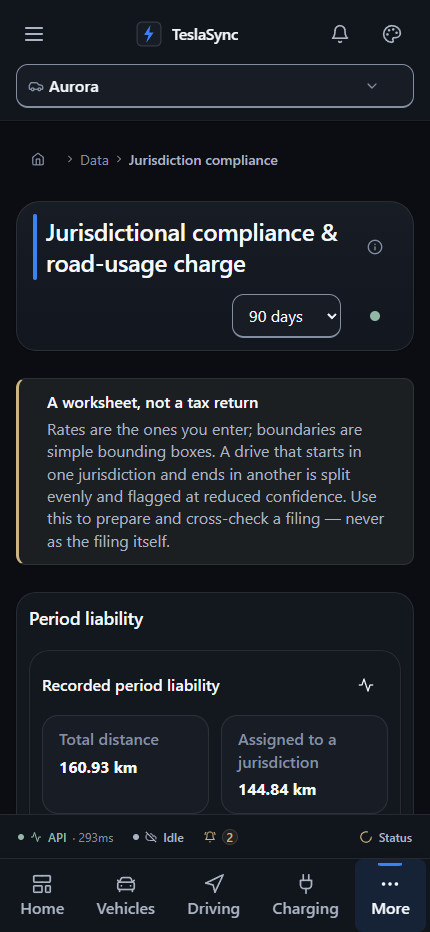 TeslaSync
Aurora
Data
Jurisdiction compliance
Jurisdictional compliance &
road-usage charge
90 days
A worksheet, not a tax return
Rates are the ones you enter; boundaries are
simple bounding boxes. A drive that starts in
one jurisdiction and ends in another is split
evenly and flagged at reduced confidence. Use
this to prepare and cross-check a filing — never
as the filing itself.
Period liability
Recorded period liability
Total distance
160.93 km
Assigned to a
jurisdiction
144.84 km
API · 293ms
Idle
2
Status
Home
Vehicles
Driving
Charging
More